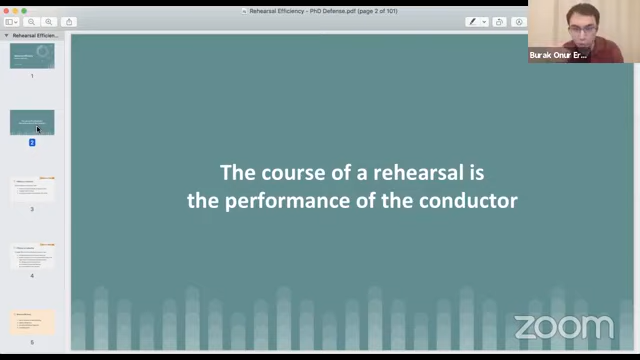 Rehearsal Efficiency - PhD Defense.pdf (page 2 of 101)
Rehearsal Efficien...
1
2
3
4
5
The course of a rehearsal is
the performance of the conductor
Burak Onur Er...
zoom